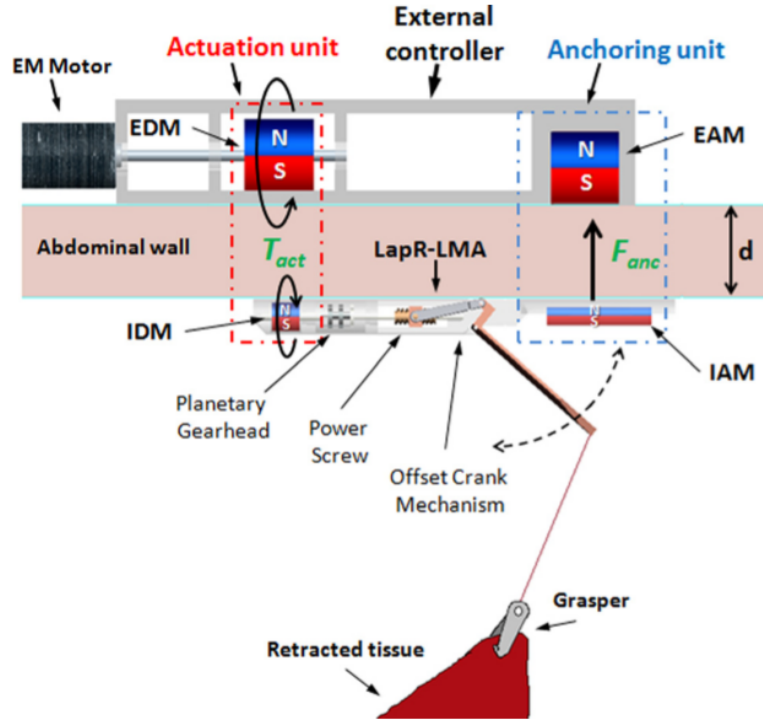 External
controller
Actuation unit
Anchoring unit
EM Motor
EDM
N
S
N
S
EAM
Abdominal wall
T_act
LapR-LMA
F_anc
d
IDM
N
S
N
S
IAM
Planetary
Gearhead
Power
Screw
Offset Crank
Mechanism
Grasper
Retracted tissue